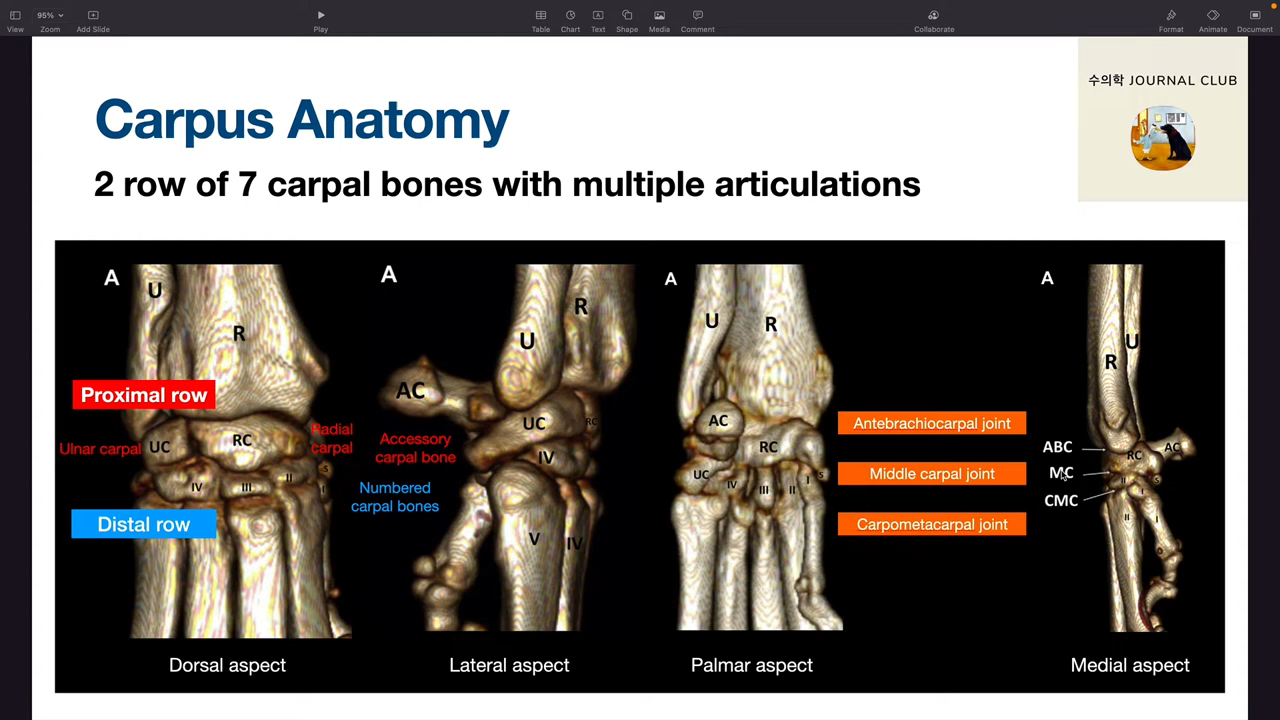 95%
View
Zoom
Add Slide
Play
Table
Chart
Text
Shape
Media
Comment
Collaborate
Format
Animate
Document
수의학 JOURNAL CLUB
Carpus Anatomy
2 row of 7 carpal bones with multiple articulations
A
U
R
Proximal row
Ulnar carpal
UC
RC
Radial
carpal
IV
III
II
S
I
Distal row
Dorsal aspect
A
R
U
AC
UC
RC
IV
Accessory
carpal bone
Numbered
carpal bones
V
IV
Lateral aspect
A
U
R
AC
RC
UC
IV
III
II
I
S
Palmar aspect
Antebrachiocarpal joint
Middle carpal joint
Carpometacarpal joint
A
U
R
ABC
MC
CMC
RC
AC
II
S
I
II
I
Medial aspect